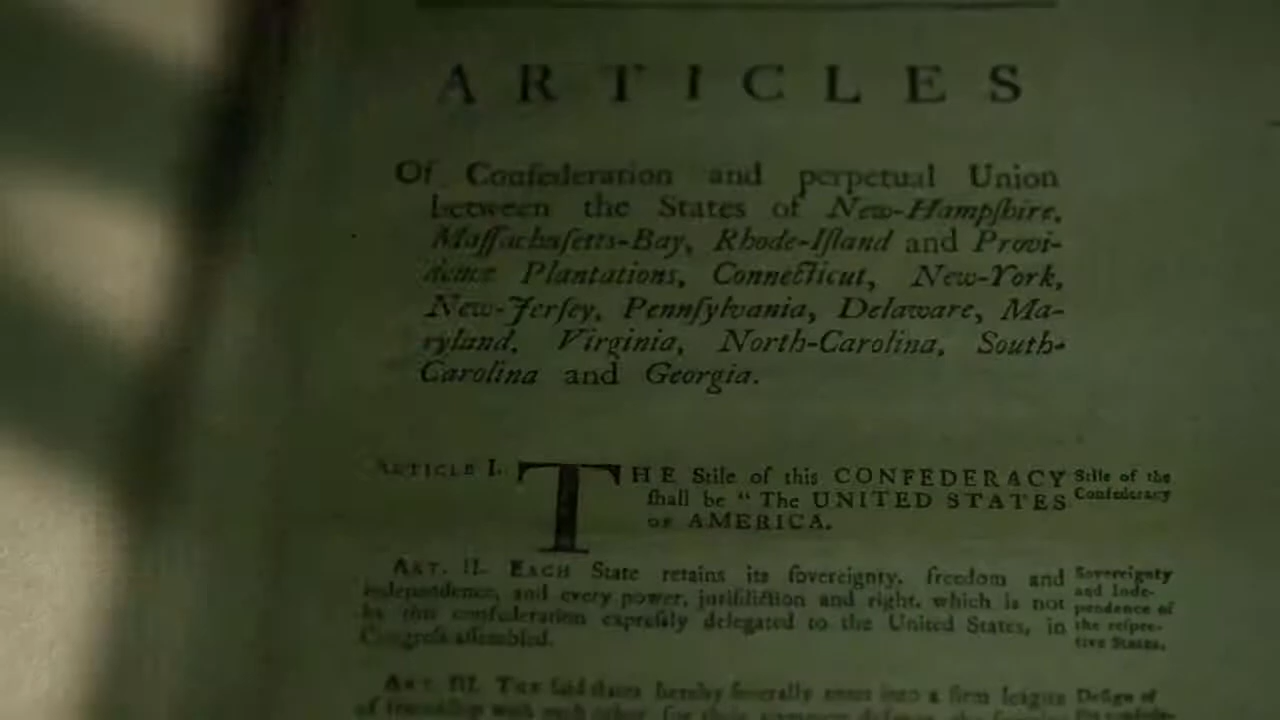 ARTICLES
Of Confederation and perpetual Union
between the States of New-Hampſhire,
Maſſachuſetts-Bay, Rhode-Iſland and Provi-
dence Plantations, Connecticut, New-York,
New-Jerſey, Pennſylvania, Delaware, Ma-
ryland, Virginia, North-Carolina, South-
Carolina and Georgia.
ARTICLE I. THE Stile of this CONFEDERACY
ſhall be “ The UNITED STATES
OF AMERICA.
Stile of the
Confederacy
ART. II. EACH State retains its ſovereignty, freedom and
independence, and every power, juriſdiction and right, which is not
by this confederation expreſsly delegated to the United States, in
Congreſs aſſembled.
Sovereignty
and Inde-
pendence of
the reſpec-
tive States.
ART. III. THE ſaid ſtates hereby ſeverally enter into a firm league
of friendſhip with each other, for their common defence, the
Deſign of